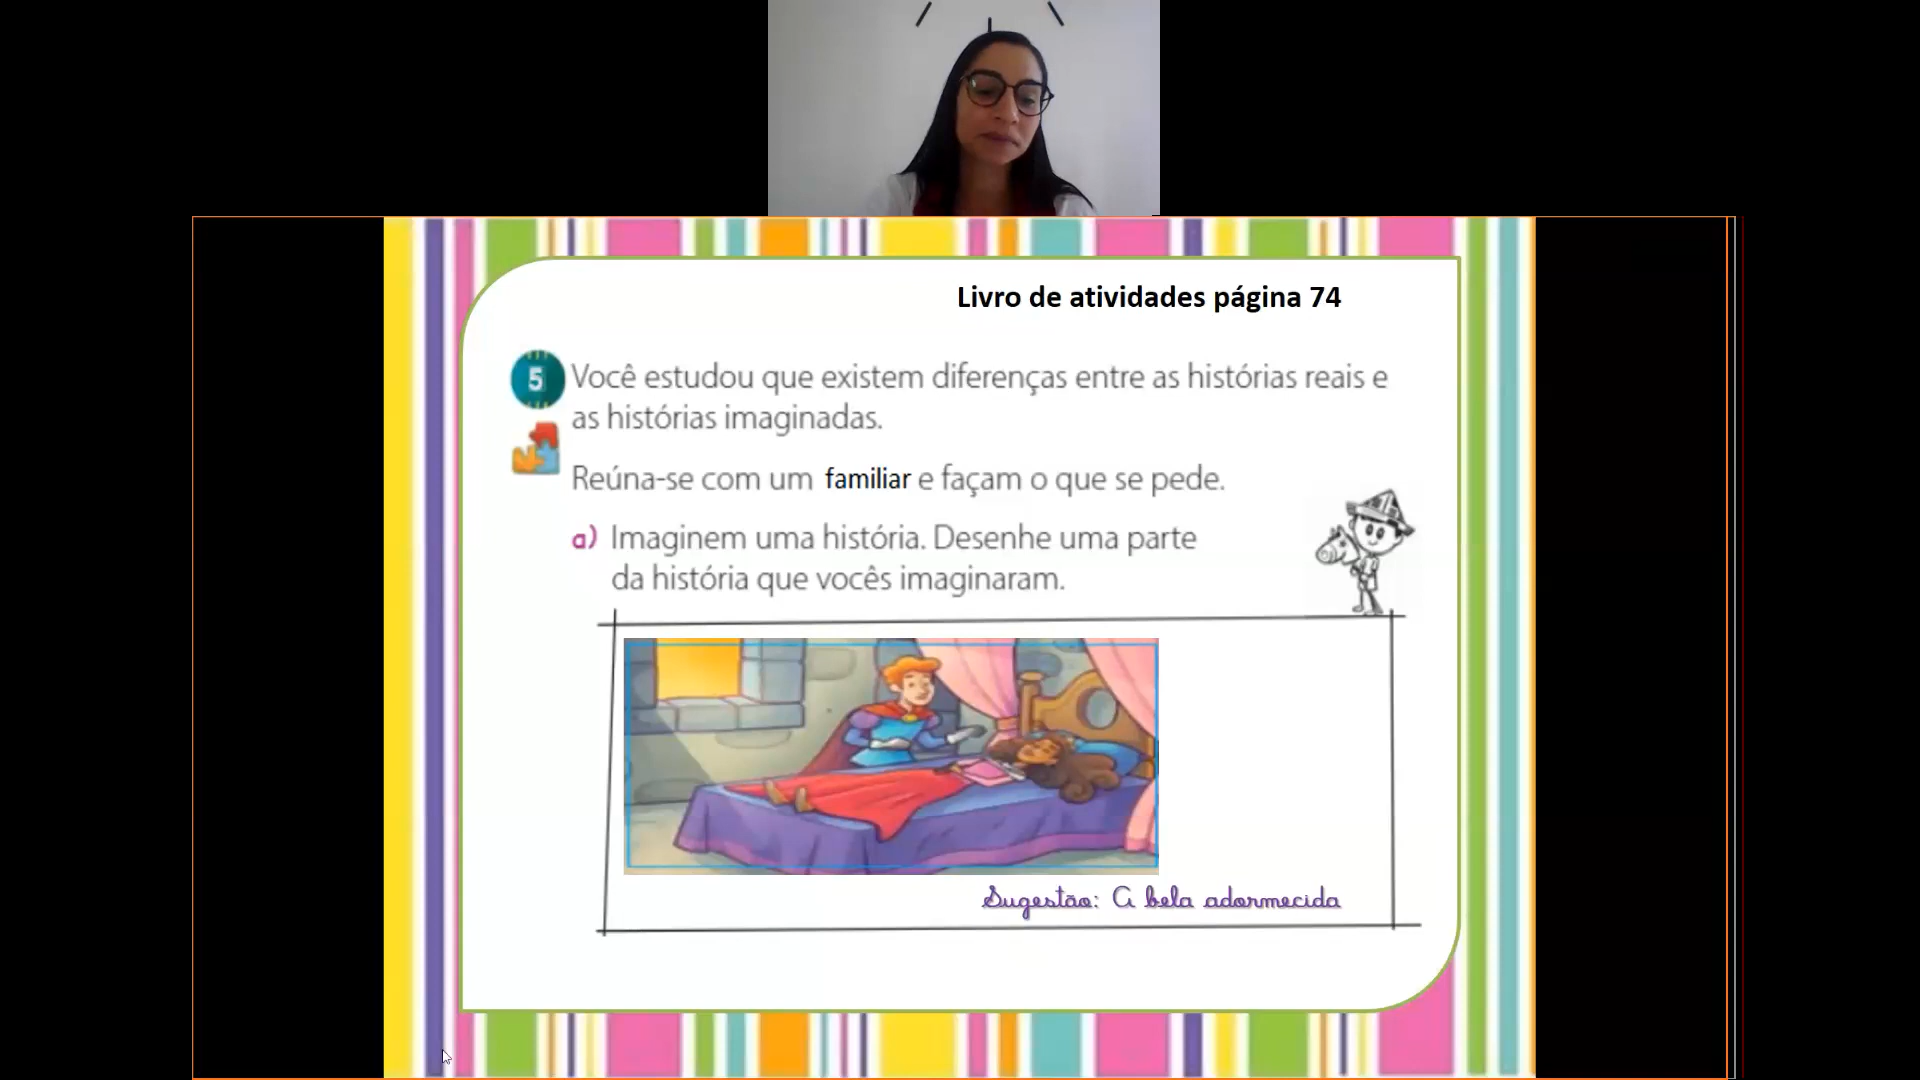 Livro de atividades página 74
5 Você estudou que existem diferenças entre as histórias reais e
as histórias imaginadas.
Reúna-se com um familiar e façam o que se pede.
a) Imaginem uma história. Desenhe uma parte
da história que vocês imaginaram.
Sugestão: A bela adormecida